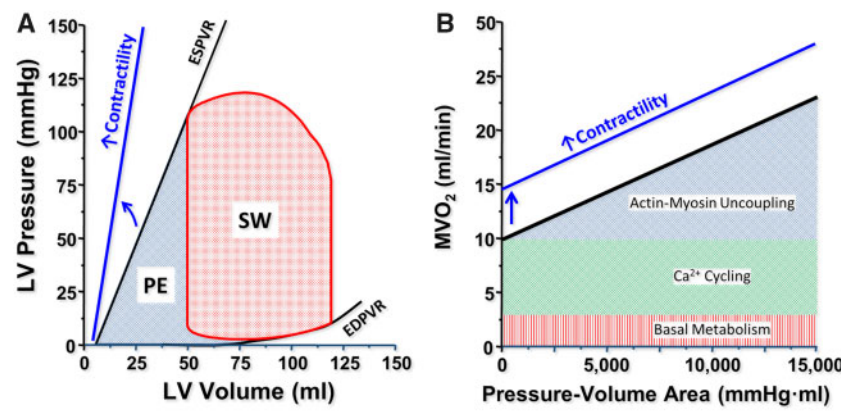 A
LV Pressure (mmHg)
150
125
100
75
50
25
0
↑Contractility
ESPVR
PE
SW
EDPVR
0 25 50 75 100 125 150
LV Volume (ml)
B
MVO₂ (ml/min)
50
25
20
15
10
5
0
↑Contractility
Actin-Myosin Uncoupling
Ca²⁺ Cycling
Basal Metabolism
0 5,000 10,000 15,000
Pressure-Volume Area (mmHg·ml)